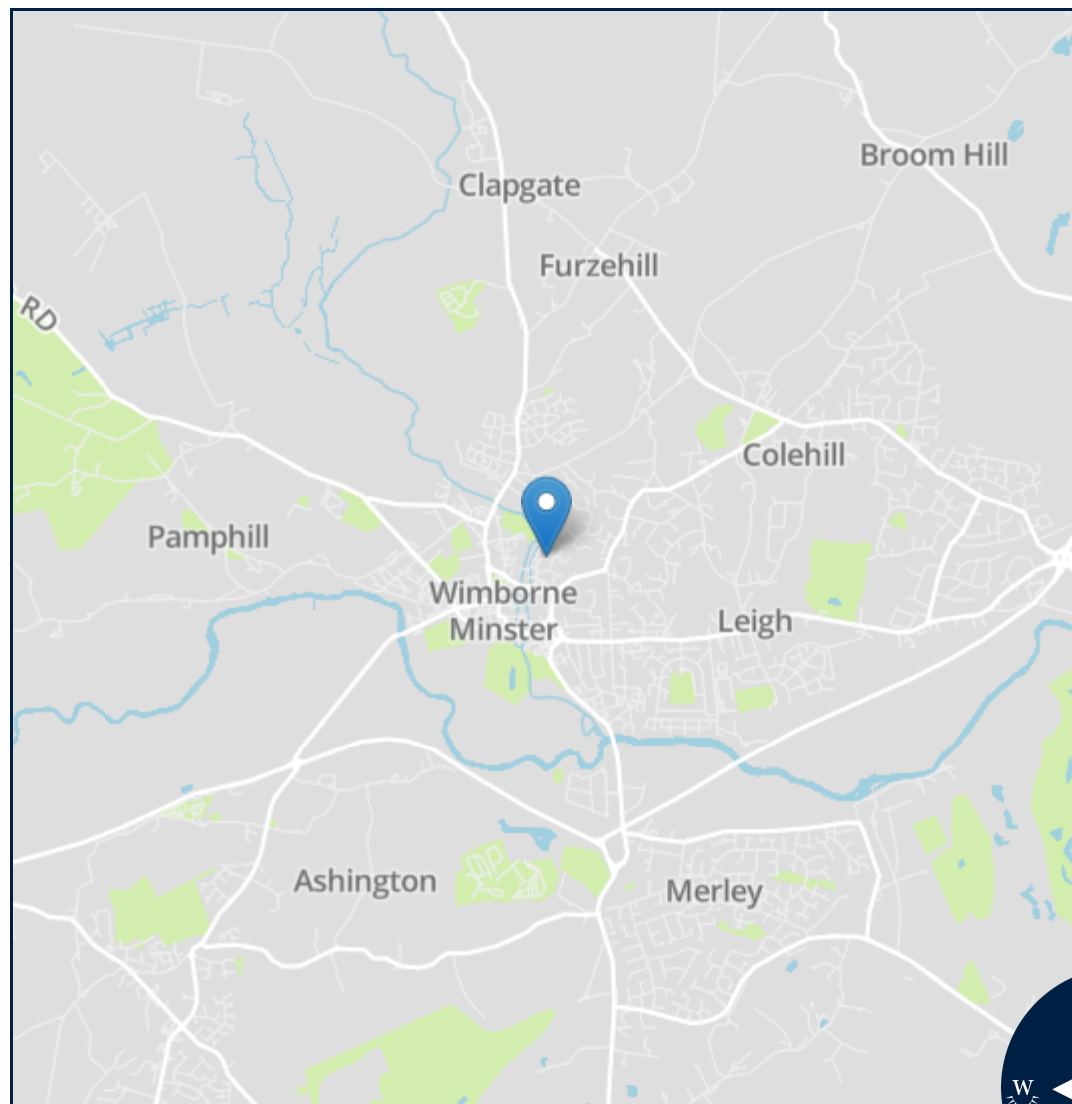 Broom Hill
Clapgate
Furzehill
RD
Colehill
Pamphill
Wimborne
Minster
Leigh
Ashington
Merley
W